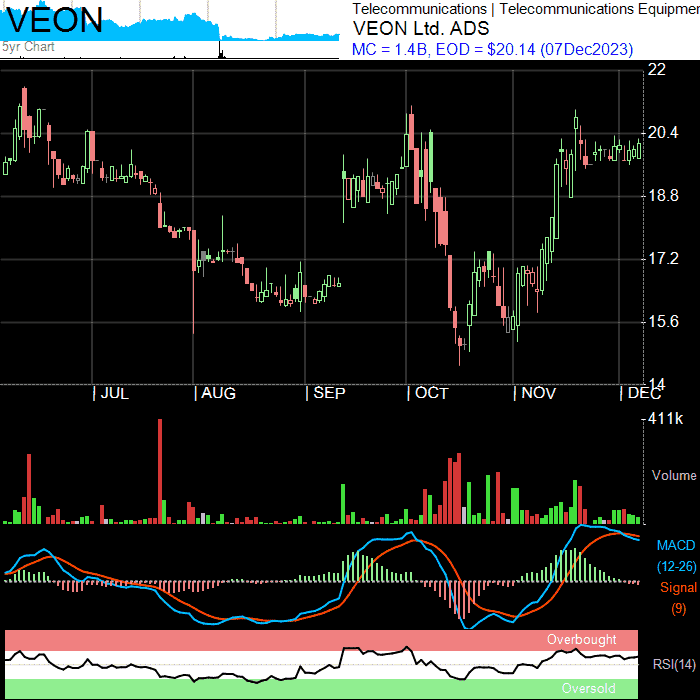 VEON
5yr Chart
Telecommunications | Telecommunications Equipmen
VEON Ltd. ADS
MC = 1.4B, EOD = $20.14 (07Dec2023)
22
20.4
18.8
17.2
15.6
14
| JUL | AUG | SEP | OCT | NOV | DEC
411k
Volume
MACD
(12-26)
Signal
(9)
Overbought
RSI(14)
Oversold